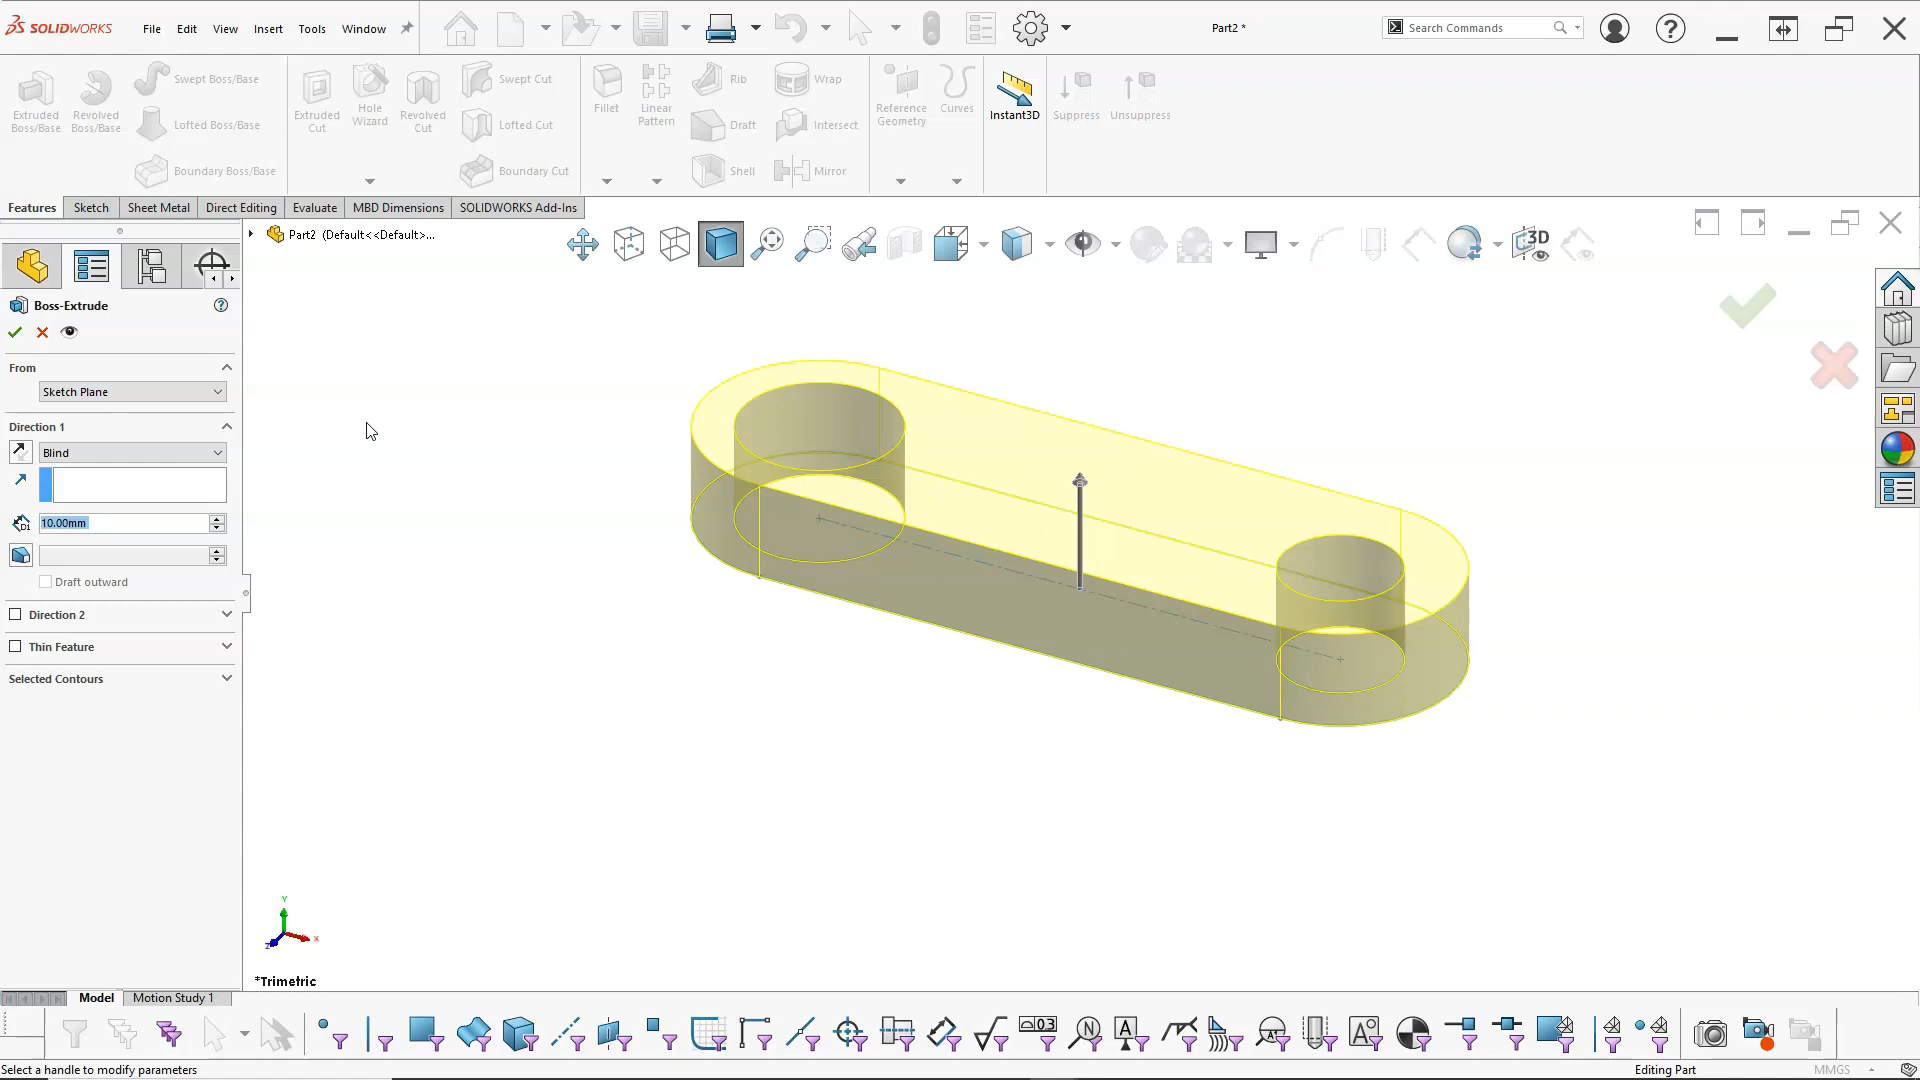 SOLIDWORKS
File Edit View Insert Tools Window
Part2 *
Search Commands
Extruded Boss/Base
Revolved Boss/Base
Swept Boss/Base
Lofted Boss/Base
Boundary Boss/Base
Extruded Cut
Hole Wizard
Revolved Cut
Swept Cut
Lofted Cut
Boundary Cut
Fillet
Linear Pattern
Rib
Draft
Shell
Wrap
Intersect
Mirror
Reference Geometry
Curves
Instant3D
Suppress
Unsuppress
Features Sketch Sheet Metal Direct Editing Evaluate MBD Dimensions SOLIDWORKS Add-Ins
Part2 (Default<<Default>...
3D
Boss-Extrude
From
Sketch Plane
Direction 1
Blind
D1
10.00mm
Draft outward
Direction 2
Thin Feature
Selected Contours
Y
X
Z
*Trimetric
Model Motion Study 1
0.3
N
A
A
A
Select a handle to modify parameters
Editing Part
MMGS